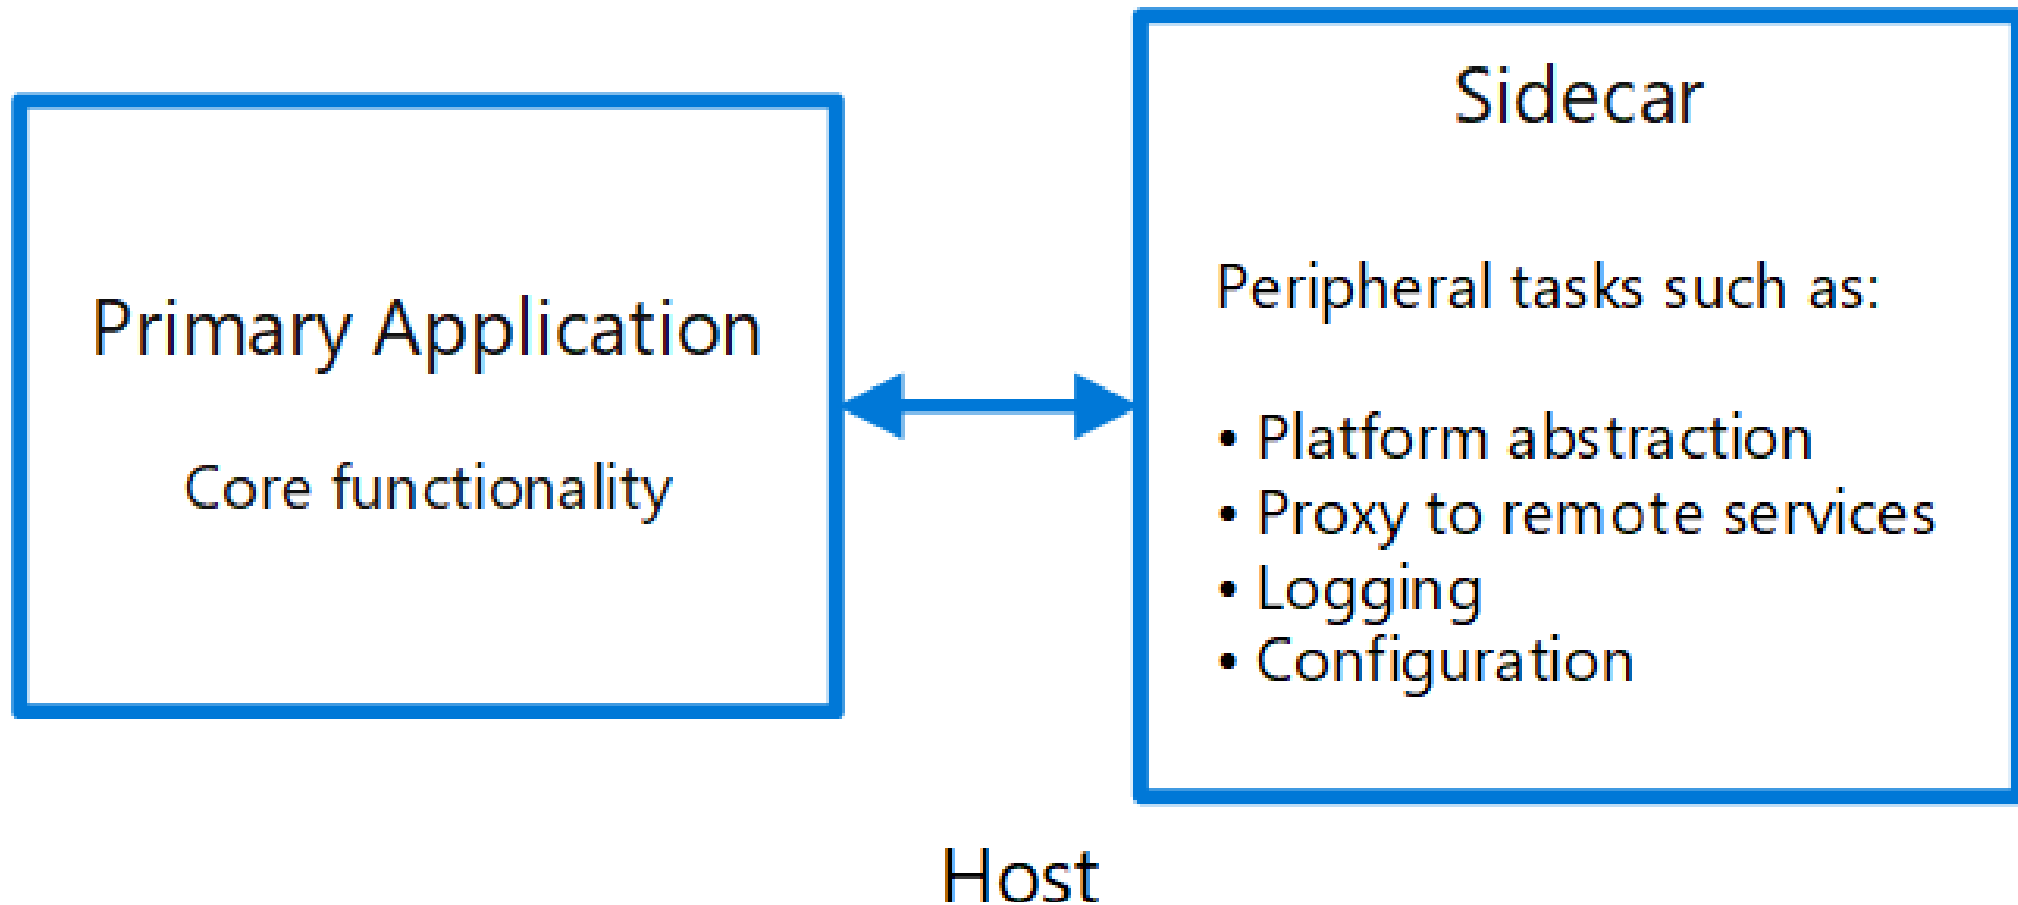 Primary Application
Core functionality
Sidecar
Peripheral tasks such as:
• Platform abstraction
• Proxy to remote services
• Logging
• Configuration
Host